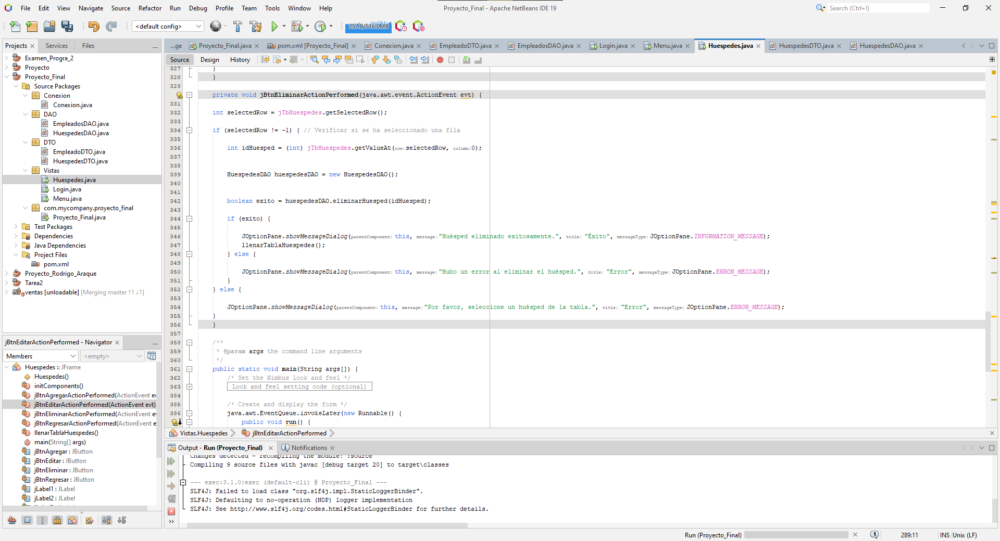 File Edit View Navigate Source Refactor Run Debug Profile Team Tools Window Help
Proyecto_Final - Apache NetBeans IDE 19
Search (Ctrl+I)
<default config>
257.8/516.0MB
Projects Services Files
Examen_Progra_2
Proyecto
Proyecto_Final
Source Packages
Conexion
Conexion.java
DAO
EmpleadosDAO.java
HuespedesDAO.java
DTO
EmpleadoDTO.java
HuespedesDTO.java
Vistas
Huespedes.java
Login.java
Menu.java
com.mycompany.proyecto_final
Proyecto_Final.java
Test Packages
Dependencies
Java Dependencies
Project Files
pom.xml
Proyecto_Rodrigo_Araque
Tarea2
ventas [unloadable] [Merging master ↑1 ↓1]
jBtnEditarActionPerformed - Navigator
Members <empty>
Huespedes :: JFrame
Huespedes()
initComponents()
jBtnAgregarActionPerformed(ActionEvent ev
jBtnEditarActionPerformed(ActionEvent evt)
jBtnEliminarActionPerformed(ActionEvent ev
jBtnRegresarActionPerformed(ActionEvent e
llenarTablaHuespedes()
main(String[] args)
jBtnAgregar : JButton
jBtnEditar : JButton
jBtnEliminar : JButton
jBtnRegresar : JButton
jLabel1 : JLabel
jLabel2 : JLabel
...ge Proyecto_Final.java pom.xml [Proyecto_Final] Conexion.java EmpleadoDTO.java EmpleadosDAO.java Login.java Menu.java Huespedes.java HuespedesDTO.java HuespedesDAO.java
Source Design History
327 }
328 }
329
private void jBtnEliminarActionPerformed(java.awt.event.ActionEvent evt) {
331
332 int selectedRow = jTbHuespedes.getSelectedRow();
333
334 if (selectedRow != -1) { // Verificar si se ha seleccionado una fila
335
336 int idHuesped = (int) jTbHuespedes.getValueAt(row: selectedRow, column: 0);
337
338
339 HuespedesDAO huespedesDAO = new HuespedesDAO();
340
341
342 boolean exito = huespedesDAO.eliminarHuesped(idHuesped);
343
344 if (exito) {
345
346 JOptionPane.showMessageDialog(parentComponent: this, message: "Huésped eliminado exitosamente.", title: "Éxito", messageType: JOptionPane.INFORMATION_MESSAGE);
347 llenarTablaHuespedes();
348 } else {
349
350 JOptionPane.showMessageDialog(parentComponent: this, message: "Hubo un error al eliminar el huésped.", title: "Error", messageType: JOptionPane.ERROR_MESSAGE);
351 }
352 } else {
353
354 JOptionPane.showMessageDialog(parentComponent: this, message: "Por favor, seleccione un huésped de la tabla.", title: "Error", messageType: JOptionPane.ERROR_MESSAGE);
355 }
356 }
357
358 /**
359 * @param args the command line arguments
360 */
361 public static void main(String args[]) {
362 /* Set the Nimbus look and feel */
363 Look and feel setting code (optional)
384
385 /* Create and display the form */
386 java.awt.EventQueue.invokeLater(new Runnable() {
public void run() {
Vistas.Huespedes jBtnEditarActionPerformed
Output - Run (Proyecto_Final) Notifications
Changes detected - recompiling the module! :source
Compiling 9 source files with javac [debug target 20] to target\classes
--- exec:3.1.0:exec (default-cli) @ Proyecto_Final ---
SLF4J: Failed to load class "org.slf4j.impl.StaticLoggerBinder".
SLF4J: Defaulting to no-operation (NOP) logger implementation
SLF4J: See http://www.slf4j.org/codes.html#StaticLoggerBinder for further details.
Run (Proyecto_Final) 1 289:11 INS Unix (LF)